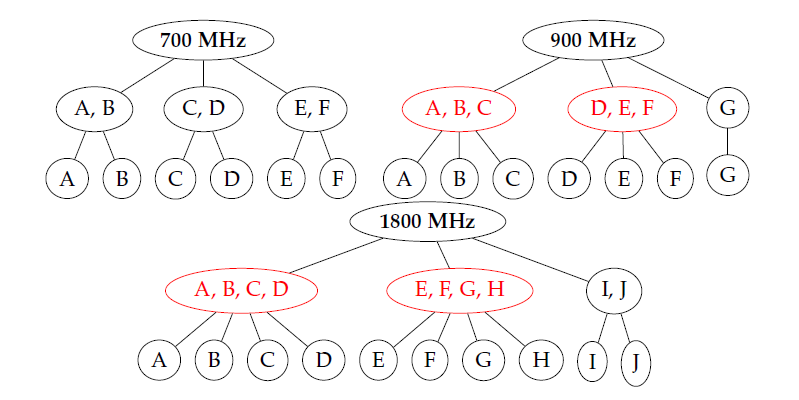 700 MHz 900 MHz
A, B C, D E, F A, B, C D, E, F G
A B C D E F A B C D E F G
1800 MHz
A, B, C, D E, F, G, H I, J
A B C D E F G H I J